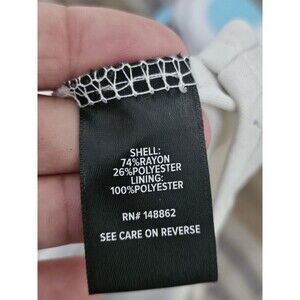 SHELL:
74%RAYON
26%POLYESTER
LINING:
100%POLYESTER
RN# 148862
SEE CARE ON REVERSE